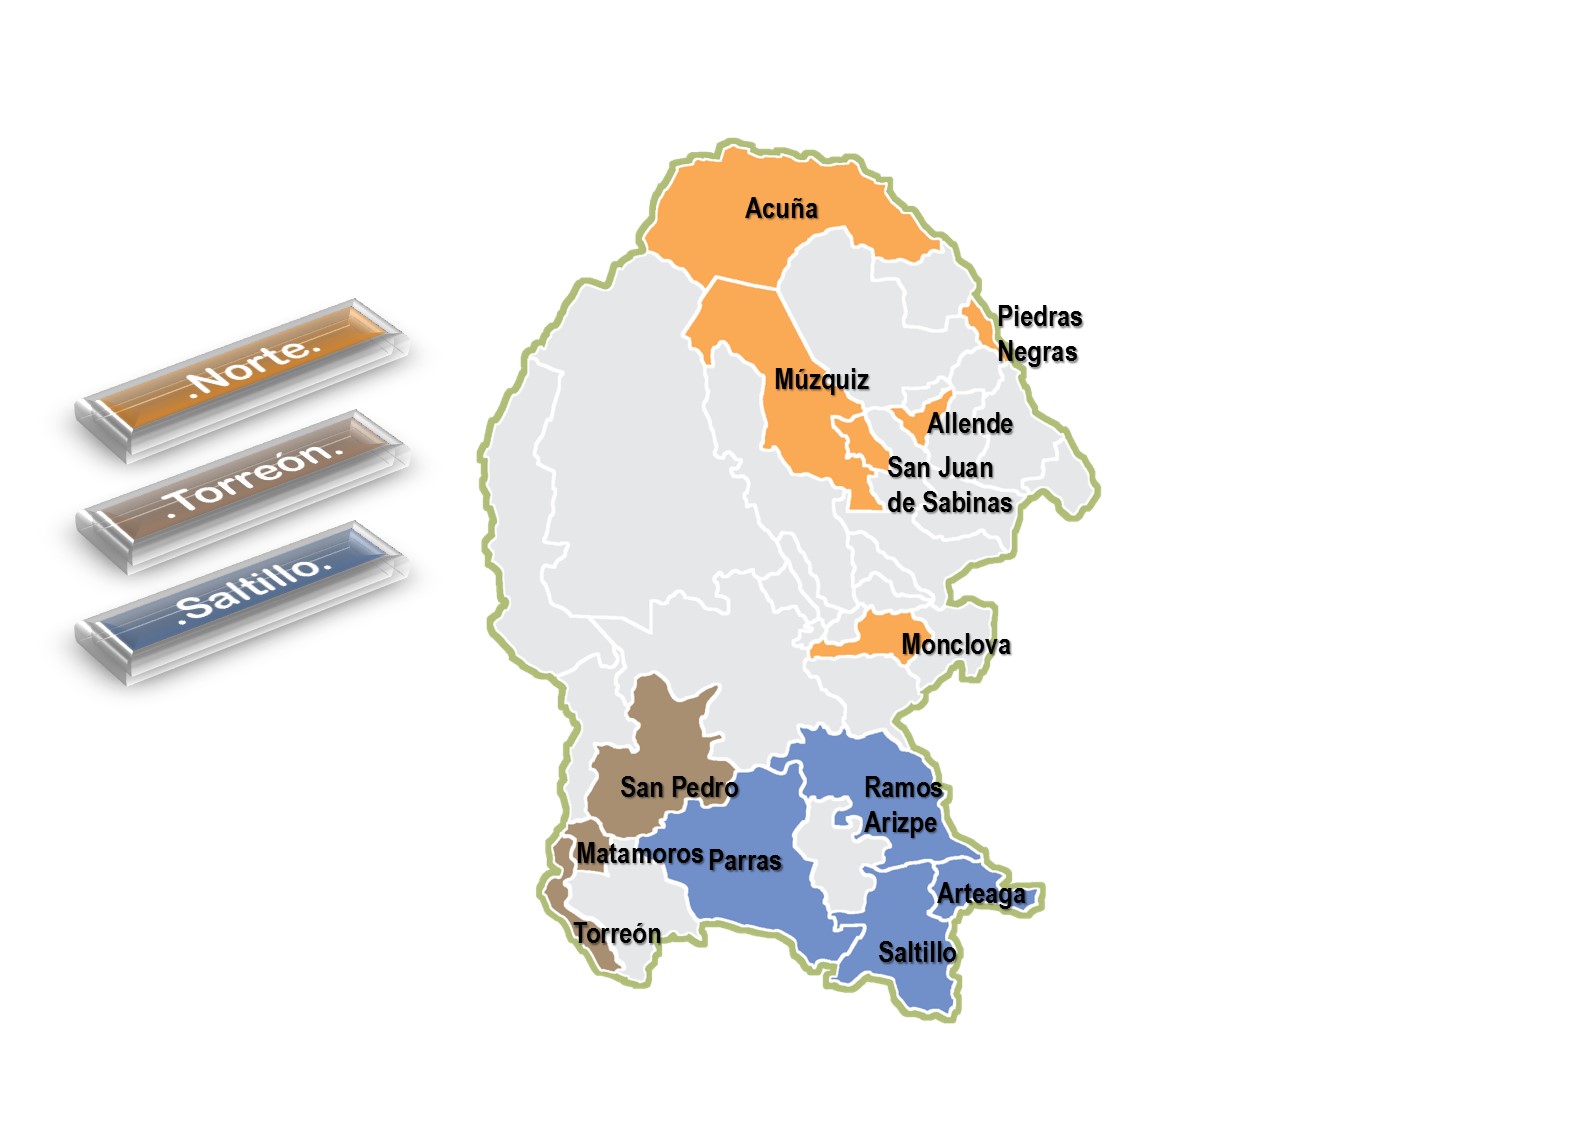 .Norte.
.Torreón.
.Saltillo.
Acuña
Piedras
Negras
Múzquiz
Allende
San Juan
de Sabinas
Monclova
San Pedro
Ramos
Arizpe
Matamoros
Parras
Arteaga
Torreón
Saltillo